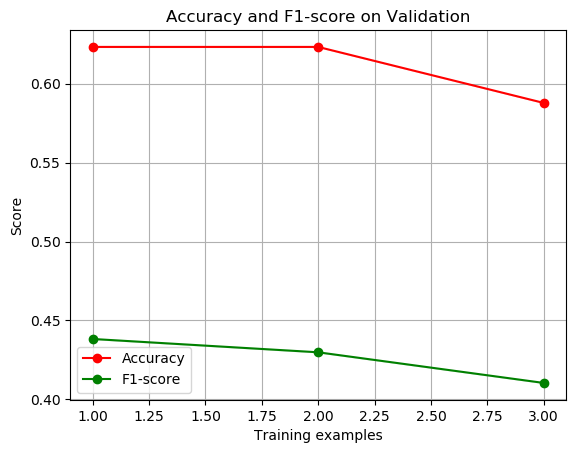 Accuracy and F1-score on Validation
Score
0.60
0.55
0.50
0.45
0.40
Accuracy
F1-score
1.00 1.25 1.50 1.75 2.00 2.25 2.50 2.75 3.00
Training examples